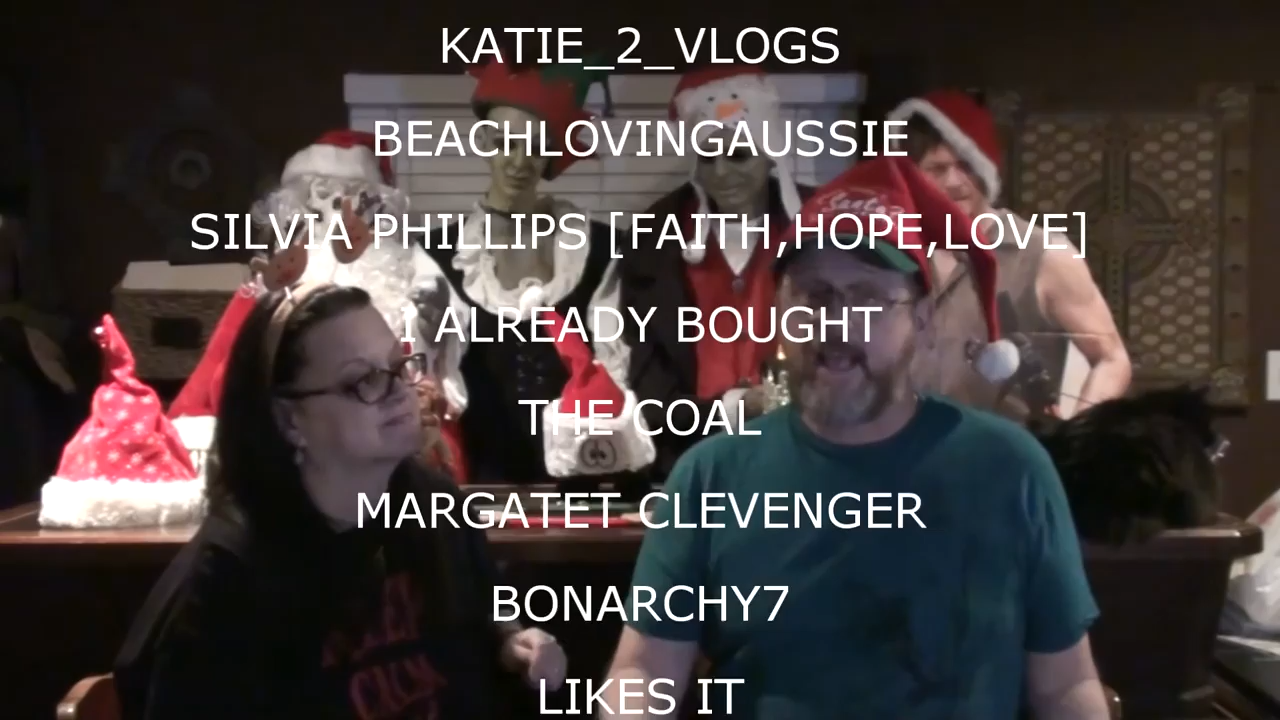 KATIE_2_VLOGS
BEACHLOVINGAUSSIE
SILVIA PHILLIPS [FAITH,HOPE,LOVE]
I ALREADY BOUGHT
THE COAL
MARGATET CLEVENGER
BONARCHY7
LIKES IT